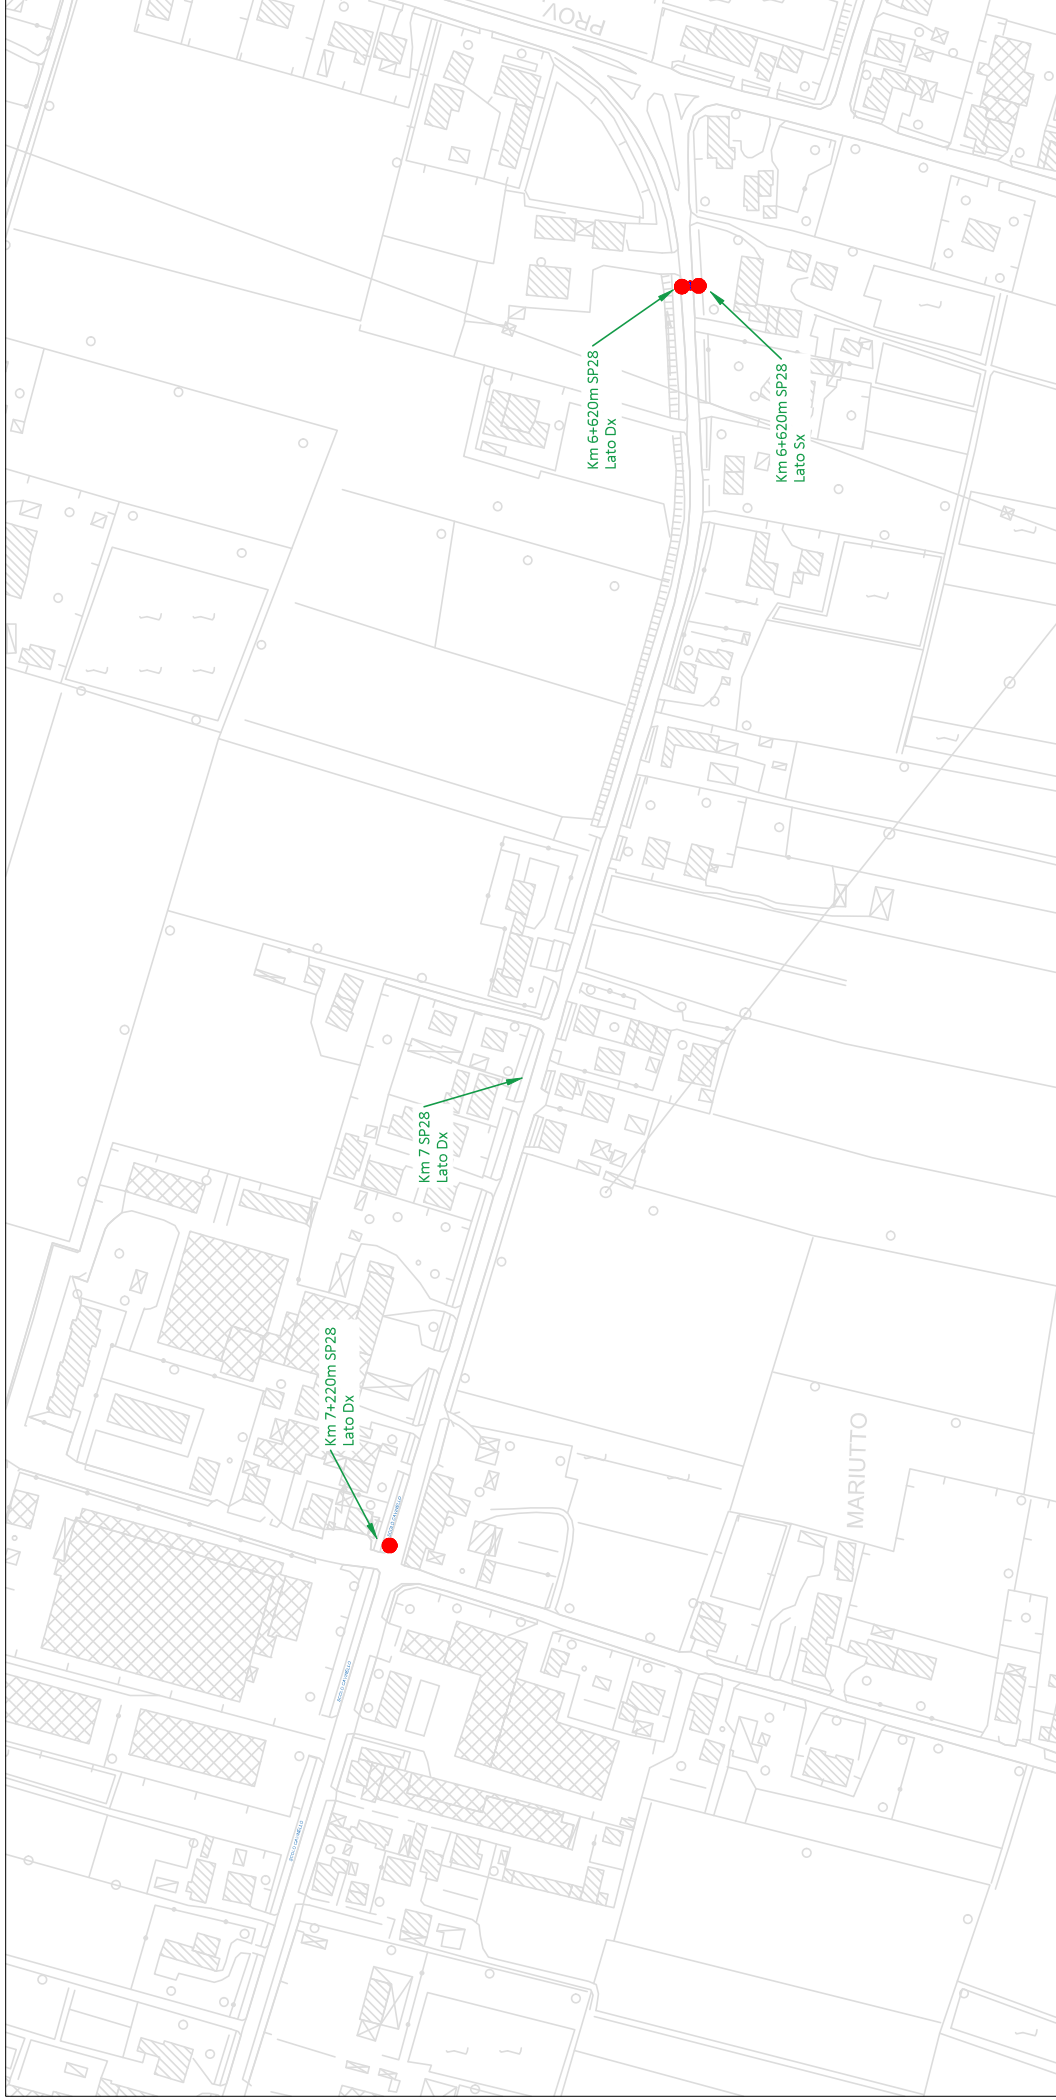 PROV
Km 6+620m SP28
Lato Dx
Km 6+620m SP28
Lato Sx
Km 7 SP28
Lato Dx
Km 7+220m SP28
Lato Dx
MARIUTTO